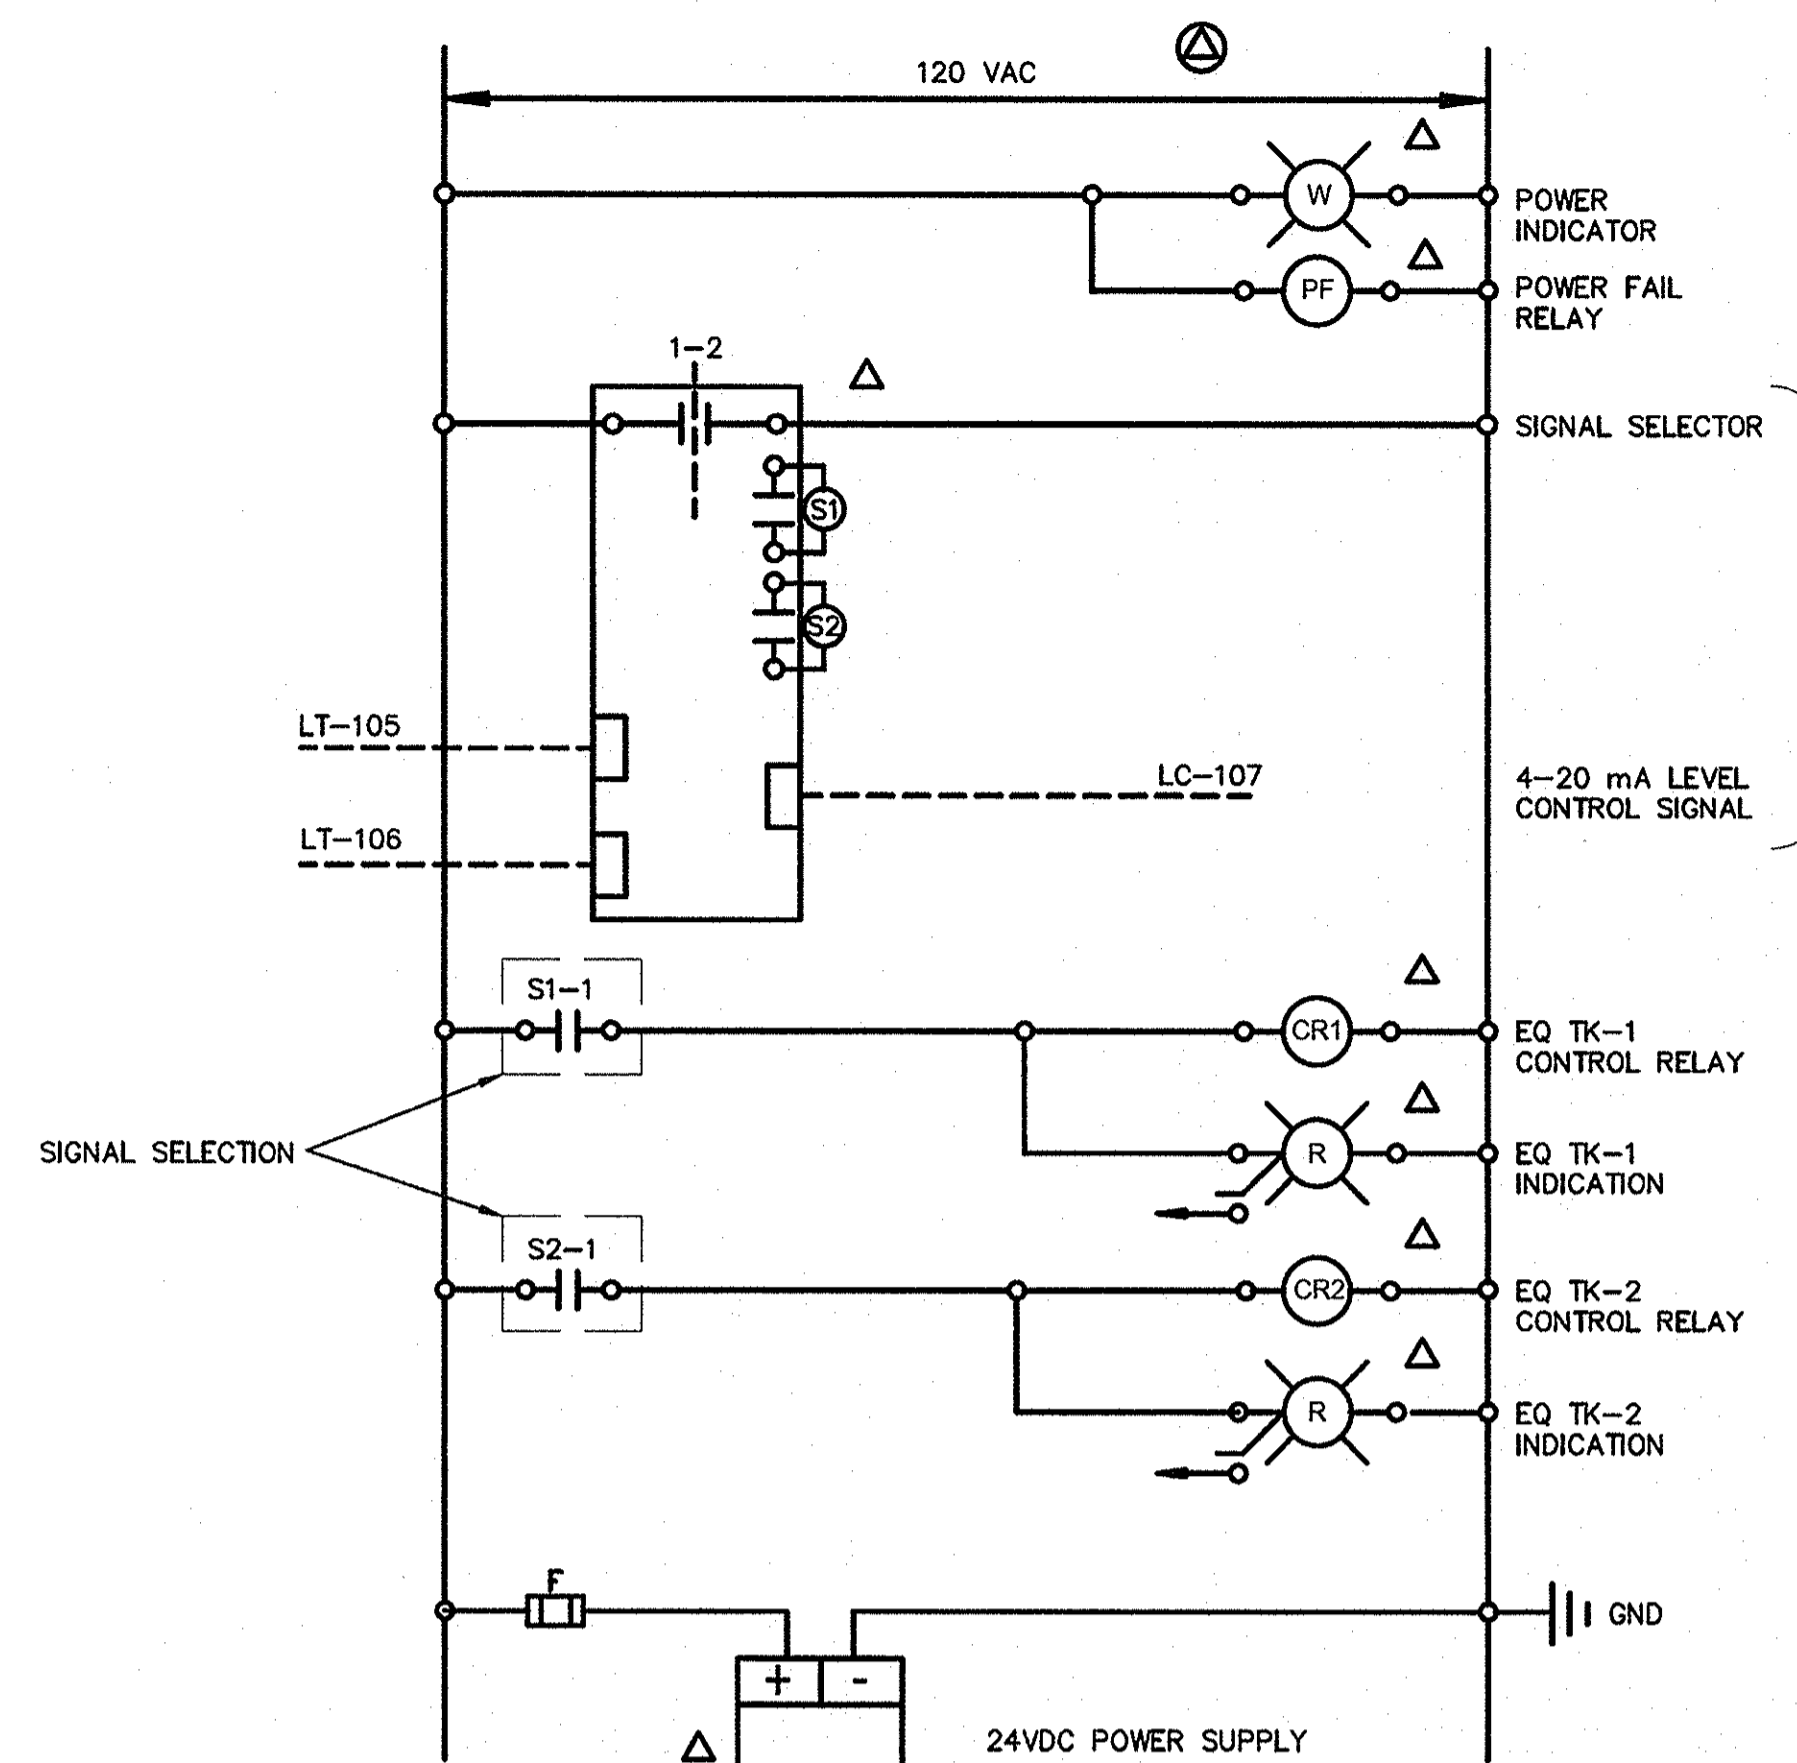 120 VAC
W
POWER
INDICATOR
PF
POWER FAIL
RELAY
1-2
SIGNAL SELECTOR
S1
S2
LT-105
LC-107
4-20 mA LEVEL
CONTROL SIGNAL
LT-106
S1-1
CR1
EQ TK-1
CONTROL RELAY
SIGNAL SELECTION
R
EQ TK-1
INDICATION
S2-1
CR2
EQ TK-2
CONTROL RELAY
R
EQ TK-2
INDICATION
F
GND
+ -
24VDC POWER SUPPLY